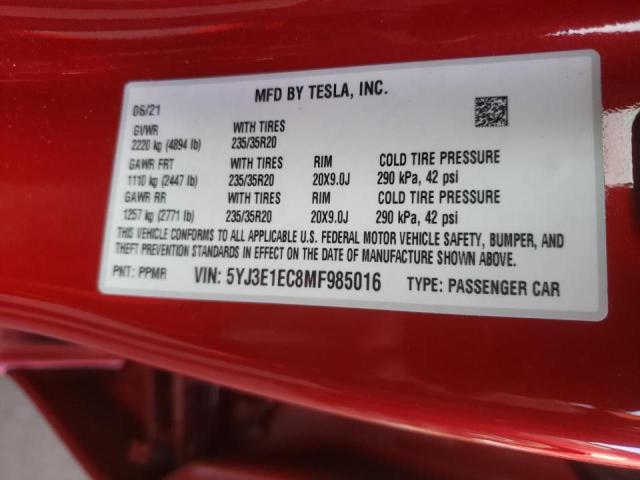 MFD BY TESLA, INC.
06/21
GVWR WITH TIRES
2220 kg (4894 lb) 235/35R20
GAWR FRT WITH TIRES RIM COLD TIRE PRESSURE
1110 kg (2447 lb) 235/35R20 20X9.0J 290 kPa, 42 psi
GAWR RR WITH TIRES RIM COLD TIRE PRESSURE
1257 kg (2771 lb) 235/35R20 20X9.0J 290 kPa, 42 psi
THIS VEHICLE CONFORMS TO ALL APPLICABLE U.S. FEDERAL MOTOR VEHICLE SAFETY, BUMPER, AND
THEFT PREVENTION STANDARDS IN EFFECT ON THE DATE OF MANUFACTURE SHOWN ABOVE.
PNT: PPMR VIN: 5YJ3E1EC8MF985016 TYPE: PASSENGER CAR